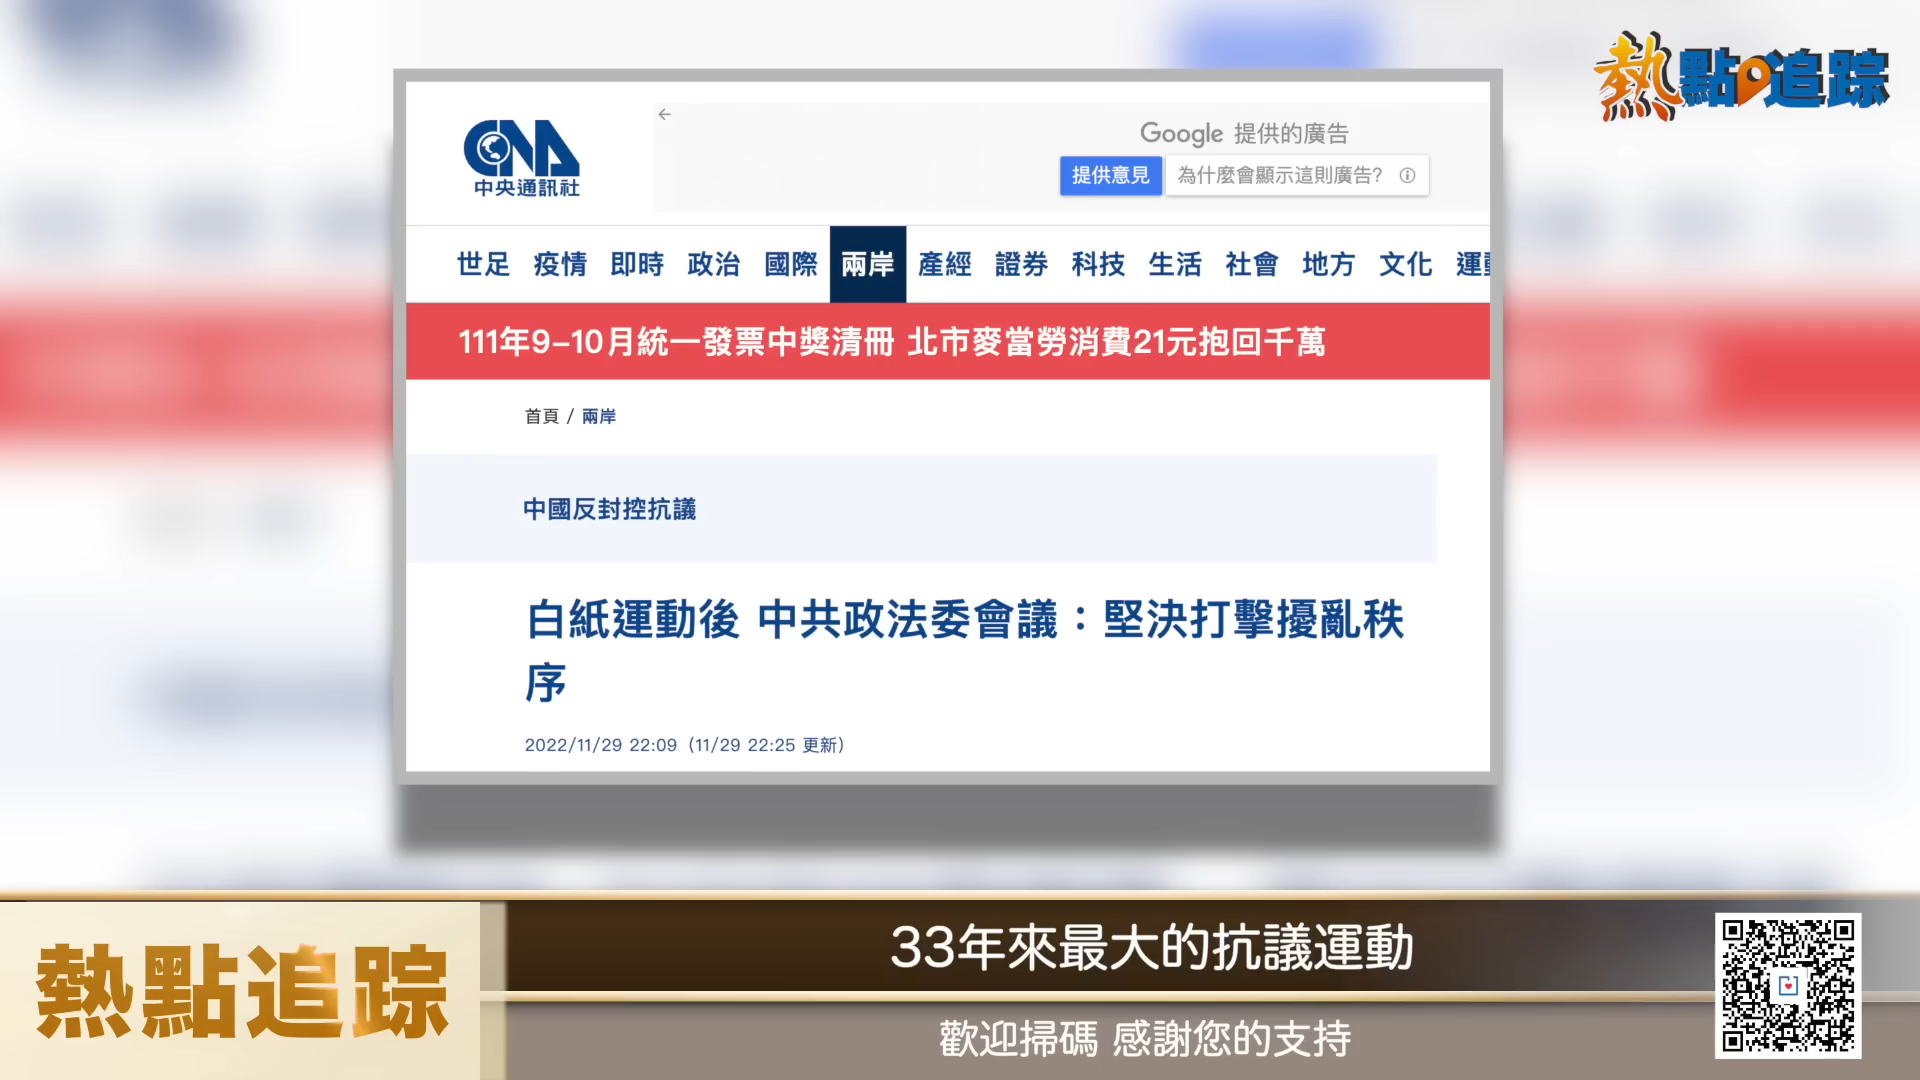 熱點追踪
CNA
中央通訊社
Google 提供的廣告
提供意見
為什麼會顯示這則廣告?
世足 疫情 即時 政治 國際 兩岸 產經 證券 科技 生活 社會 地方 文化 運動
111年9-10月統一發票中獎清冊 北市麥當勞消費21元抱回千萬
首頁 / 兩岸
中國反封控抗議
白紙運動後 中共政法委會議：堅決打擊擾亂秩
序
2022/11/29 22:09（11/29 22:25 更新）
33年來最大的抗議運動
熱點追踪
歡迎掃碼 感謝您的支持